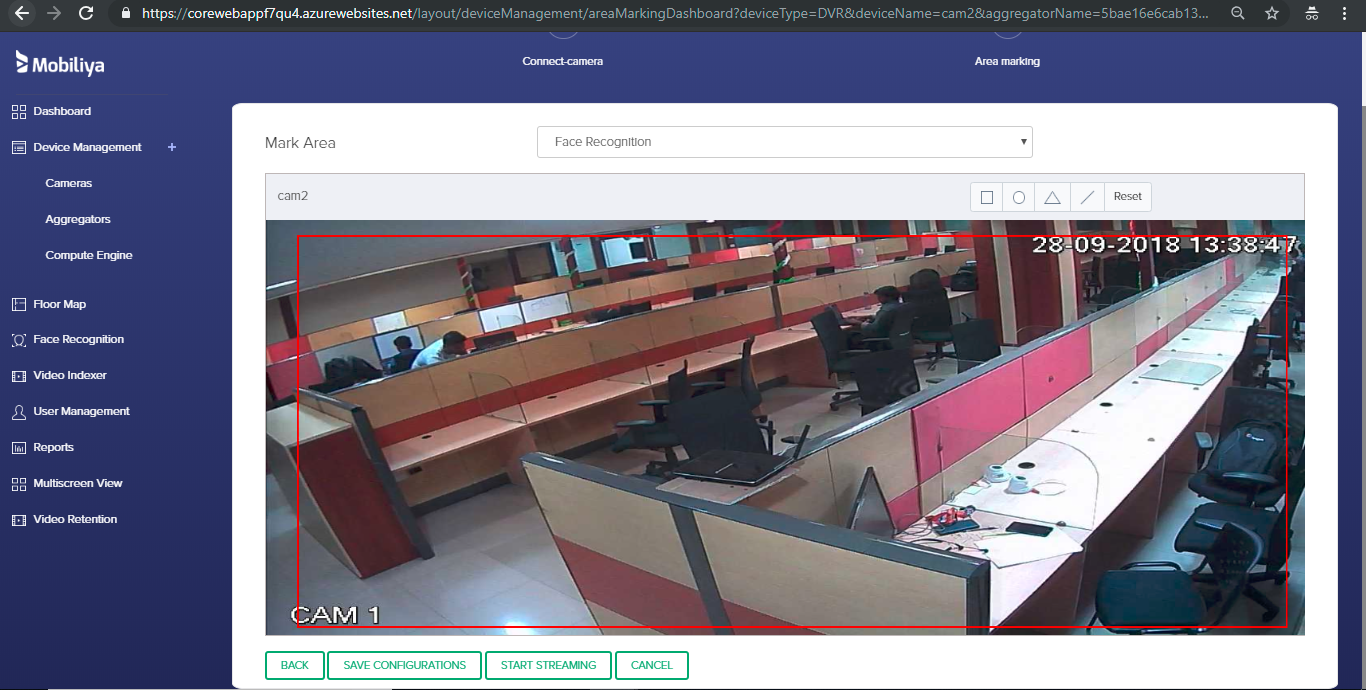 https://corewebappf7qu4.azurewebsites.net/layout/deviceManagement/areaMarkingDashboard?deviceType=DVR&deviceName=cam2&aggregatorName=5bae16e6cab13...
Mobiliya
Connect-camera
Area marking
Dashboard
Device Management +
Cameras
Aggregators
Compute Engine
Floor Map
Face Recognition
Video Indexer
User Management
Reports
Multiscreen View
Video Retention
Mark Area
Face Recognition
cam2
Reset
28-09-2018 13:38:47
CAM 1
BACK
SAVE CONFIGURATIONS
START STREAMING
CANCEL